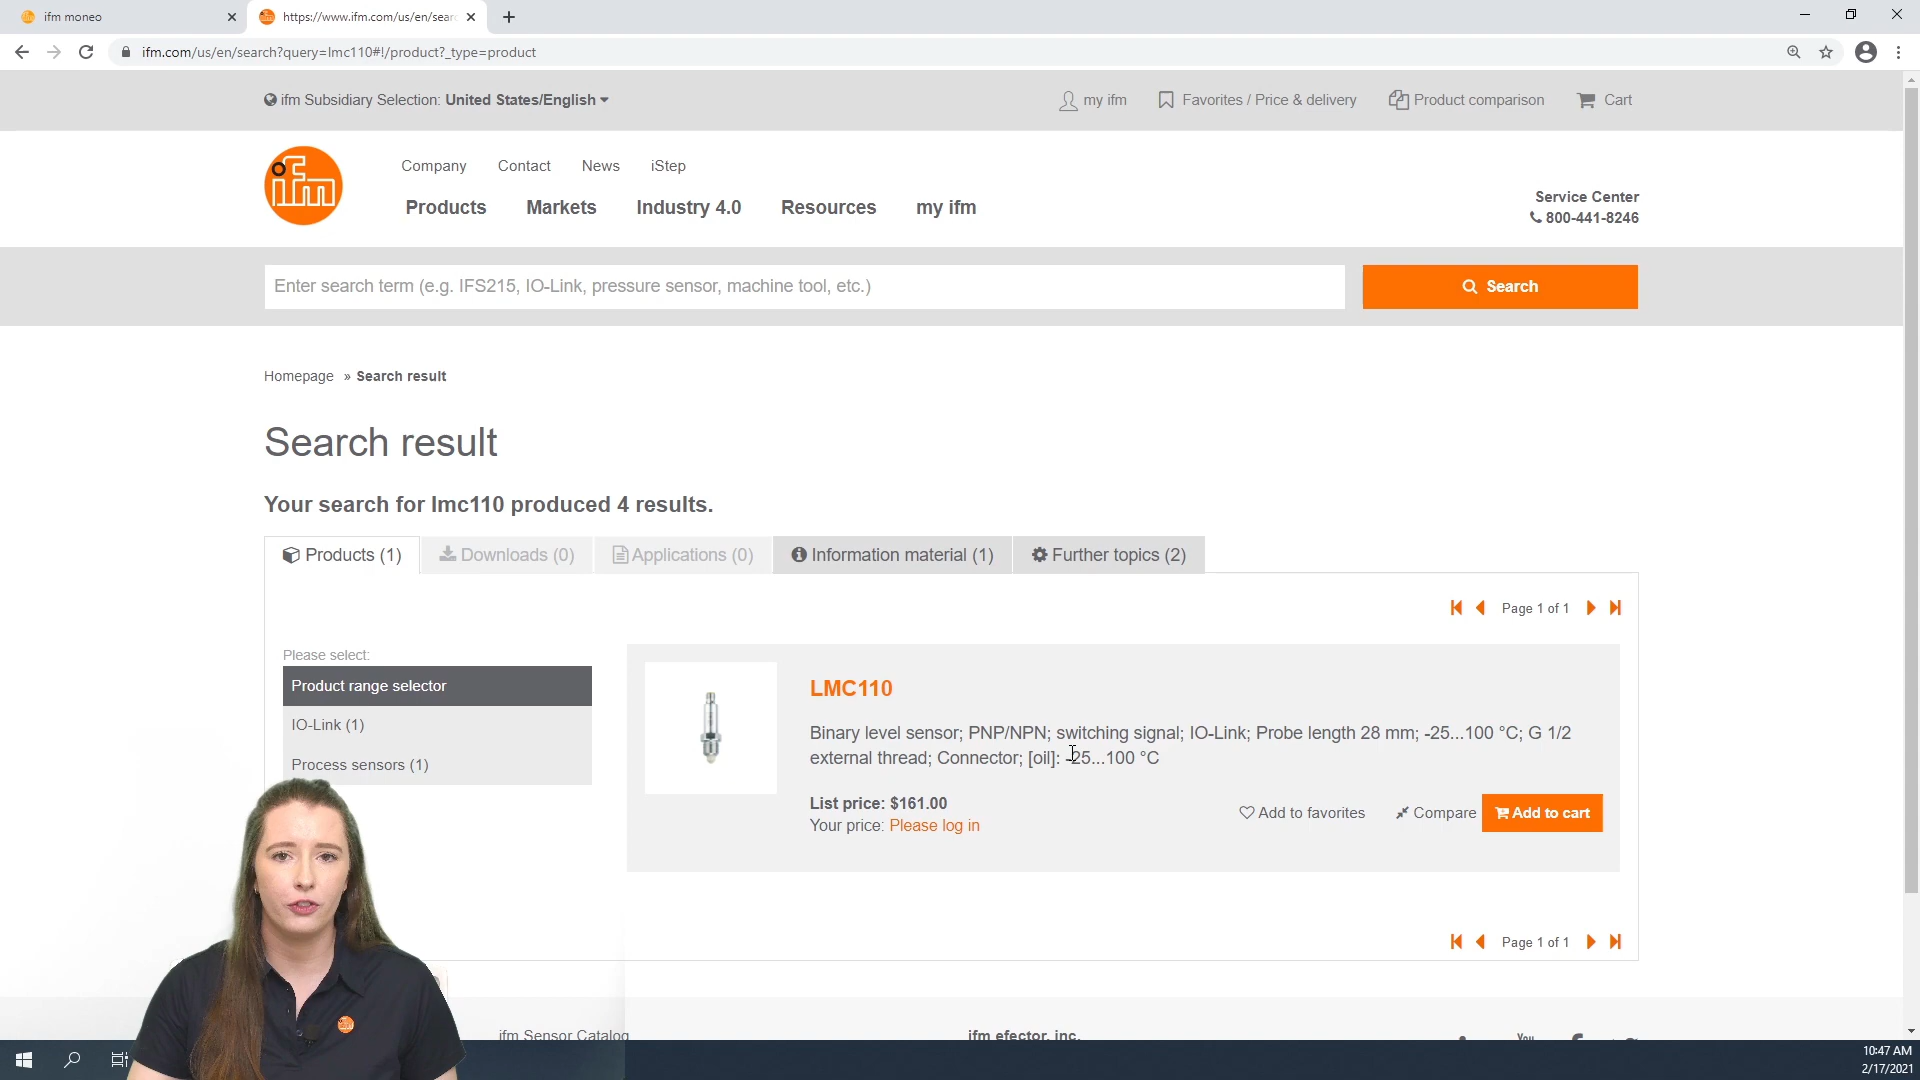 ifm moneo
https://www.ifm.com/us/en/sear
ifm.com/us/en/search?query=lmc110#!/product?_type=product
ifm Subsidiary Selection: United States/English
my ifm
Favorites / Price & delivery
Product comparison
Cart
ifm
Company
Contact
News
iStep
Products
Markets
Industry 4.0
Resources
my ifm
Service Center
800-441-8246
Enter search term (e.g. IFS215, IO-Link, pressure sensor, machine tool, etc.)
Search
Homepage » Search result
Search result
Your search for lmc110 produced 4 results.
Products (1)
Downloads (0)
Applications (0)
Information material (1)
Further topics (2)
Page 1 of 1
Please select:
Product range selector
IO-Link (1)
Process sensors (1)
LMC110
Binary level sensor; PNP/NPN; switching signal; IO-Link; Probe length 28 mm; -25...100 °C; G 1/2
external thread; Connector; [oil]: -25...100 °C
List price: $161.00
Your price: Please log in
Add to favorites
Compare
Add to cart
Page 1 of 1
ifm Sensor Catalog
ifm efector, inc.
You
10:47 AM
2/17/2021